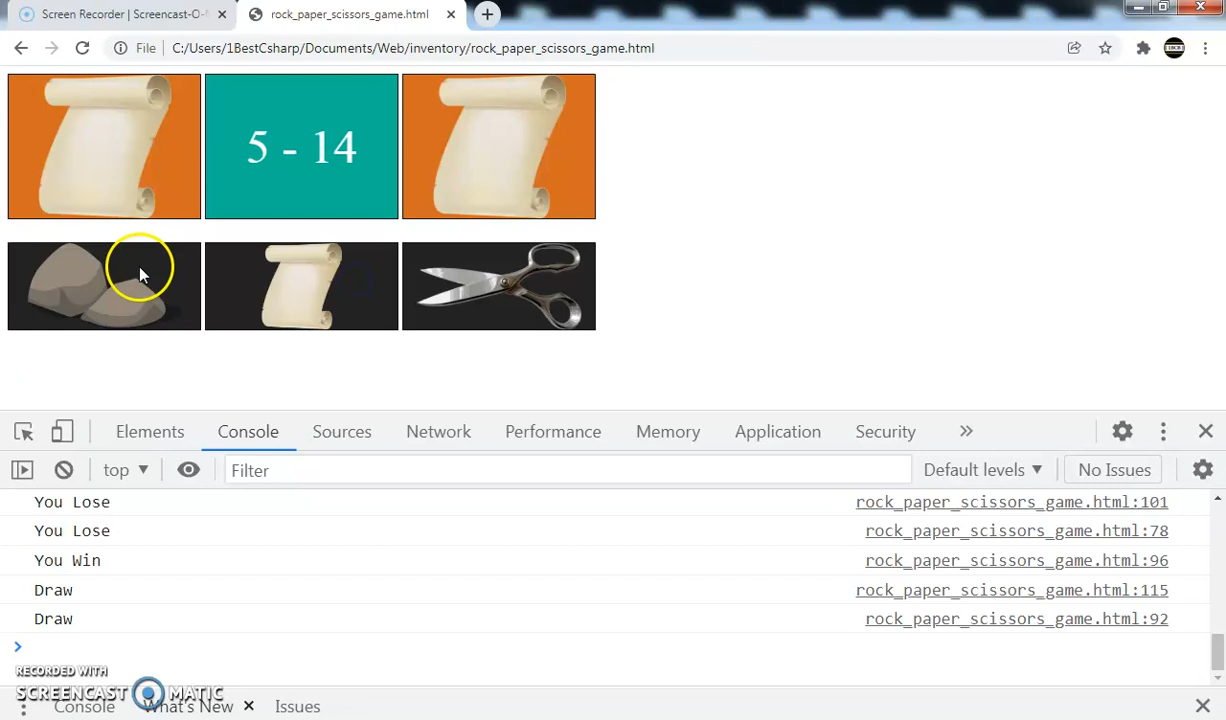 Screen Recorder | Screencast-O-
rock_paper_scissors_game.html
File
C:/Users/1BestCsharp/Documents/Web/inventory/rock_paper_scissors_game.html
5 - 14
Elements
Console
Sources
Network
Performance
Memory
Application
Security
top
Filter
Default levels
No Issues
You Lose rock_paper_scissors_game.html:101
You Lose rock_paper_scissors_game.html:78
You Win rock_paper_scissors_game.html:96
Draw rock_paper_scissors_game.html:115
Draw rock_paper_scissors_game.html:92
RECORDED WITH
SCREENCAST MATIC
Console
What's New
Issues